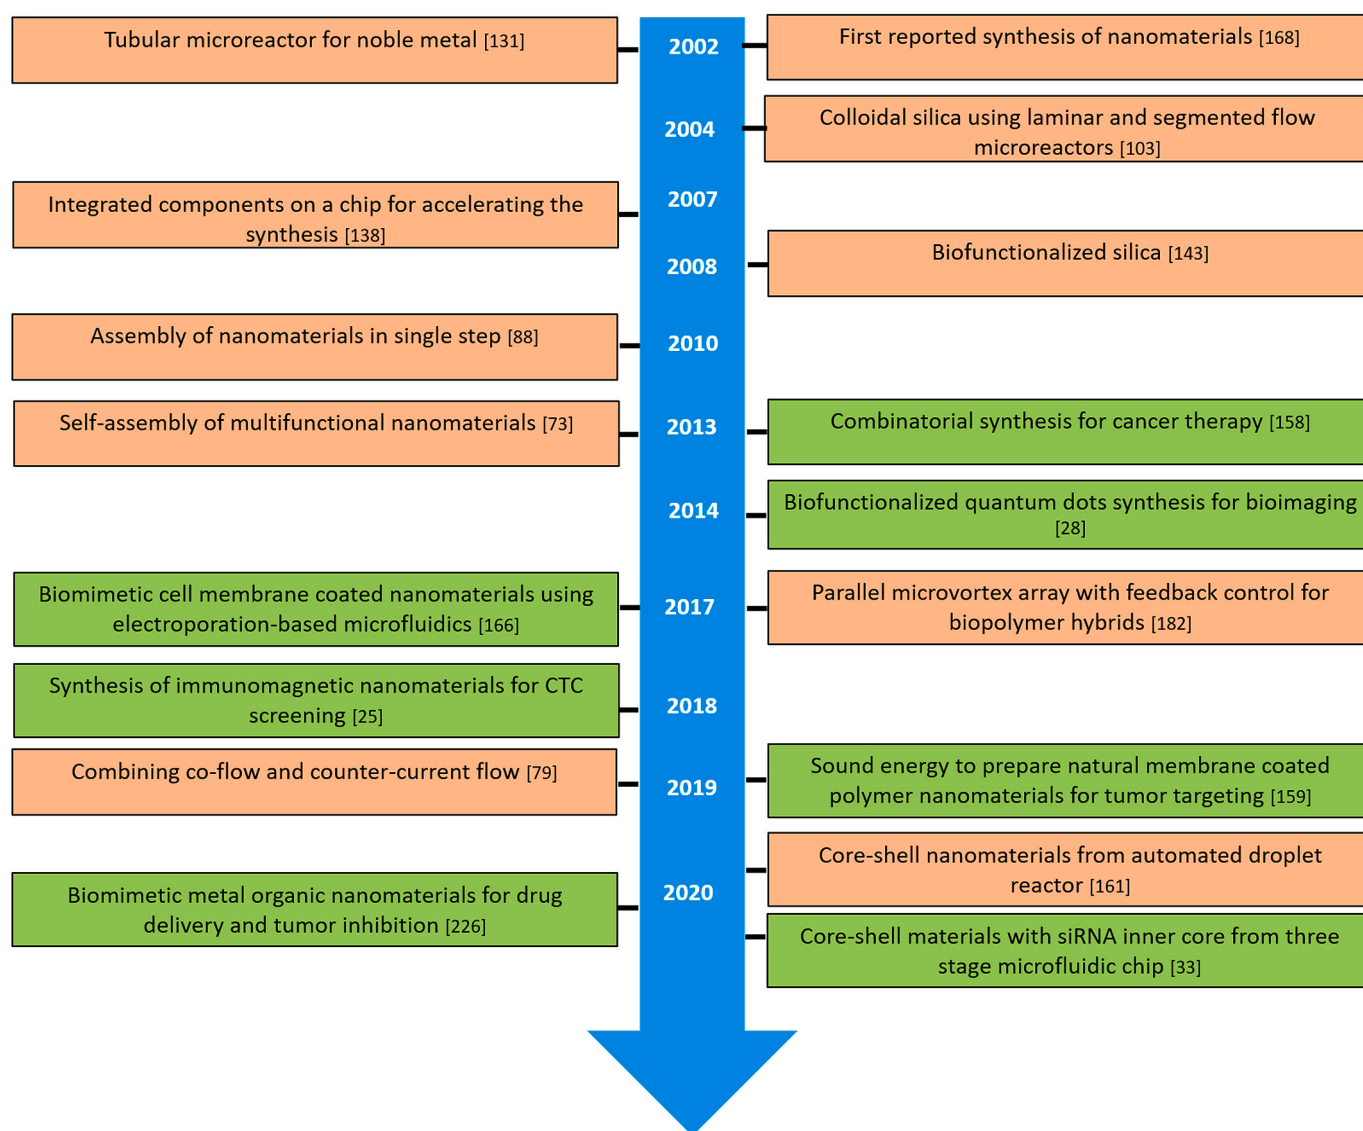 Tubular microreactor for noble metal [131]
2002
First reported synthesis of nanomaterials [168]
2004
Colloidal silica using laminar and segmented flow
microreactors [103]
Integrated components on a chip for accelerating the
synthesis [138]
2007
2008
Biofunctionalized silica [143]
Assembly of nanomaterials in single step [88]
2010
Self-assembly of multifunctional nanomaterials [73]
2013
Combinatorial synthesis for cancer therapy [158]
2014
Biofunctionalized quantum dots synthesis for bioimaging
[28]
Biomimetic cell membrane coated nanomaterials using
electroporation-based microfluidics [166]
2017
Parallel microvortex array with feedback control for
biopolymer hybrids [182]
Synthesis of immunomagnetic nanomaterials for CTC
screening [25]
2018
Combining co-flow and counter-current flow [79]
2019
Sound energy to prepare natural membrane coated
polymer nanomaterials for tumor targeting [159]
Core-shell nanomaterials from automated droplet
reactor [161]
2020
Biomimetic metal organic nanomaterials for drug
delivery and tumor inhibition [226]
Core-shell materials with siRNA inner core from three
stage microfluidic chip [33]